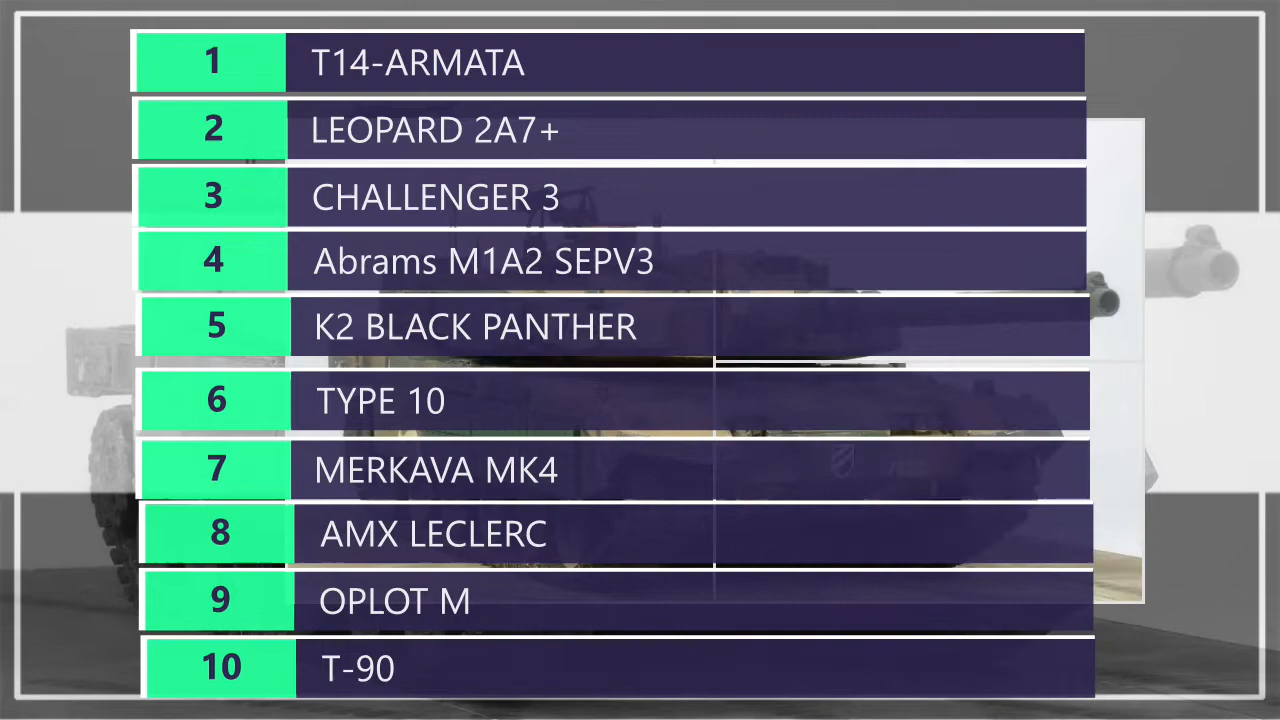 1 T14-ARMATA
2 LEOPARD 2A7+
3 CHALLENGER 3
4 Abrams M1A2 SEPV3
5 K2 BLACK PANTHER
6 TYPE 10
7 MERKAVA MK4
8 AMX LECLERC
9 OPLOT M
10 T-90